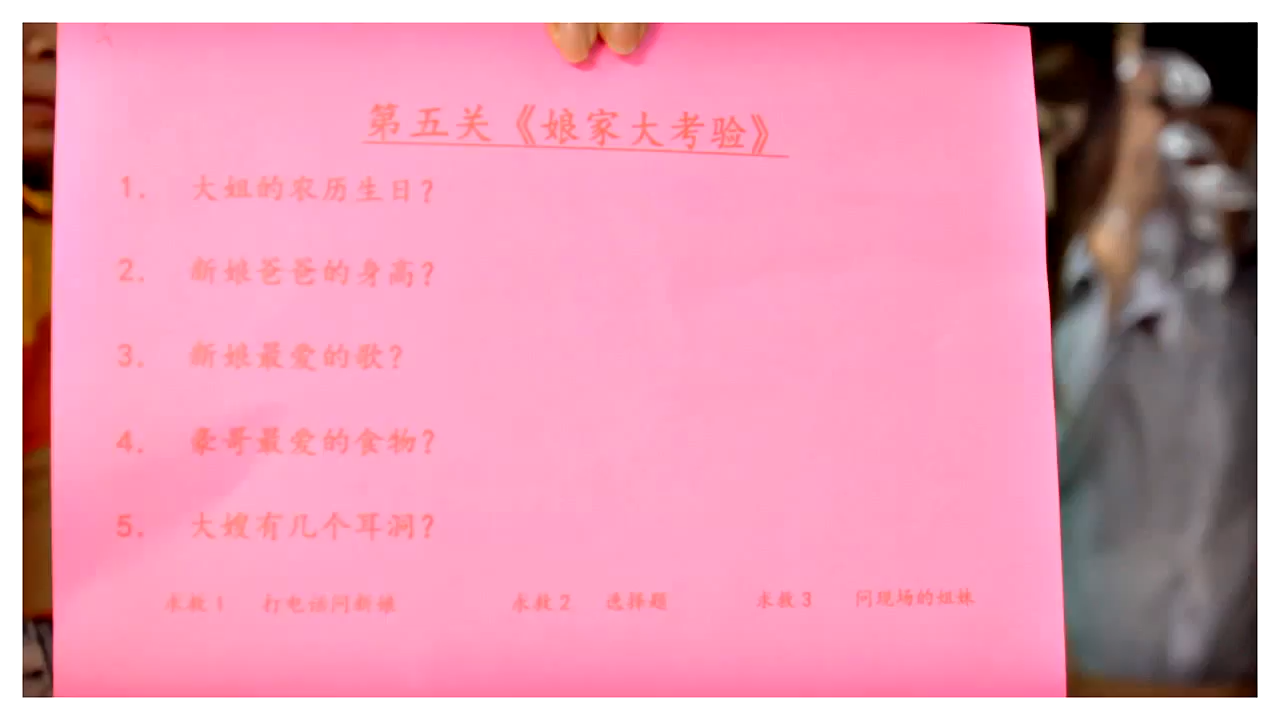 第五关《娘家大考验》
1. 大姐的农历生日?
2. 新娘爸爸的身高?
3. 新娘最爱的歌?
4. 豪哥最爱的食物?
5. 大嫂有几个耳洞?
求救1 打电话问新娘 求救2 选择题 求救3 问现场的姐妹